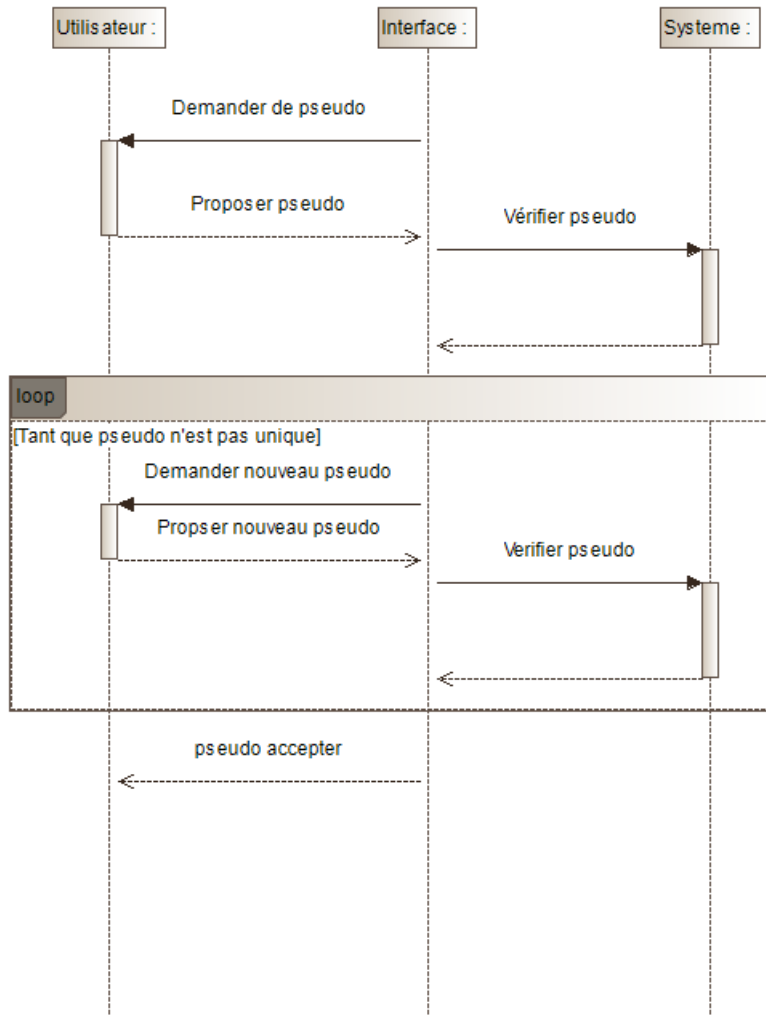 Utilisateur :
Interface :
Systeme :
Demander de pseudo
Proposer pseudo
Vérifier pseudo
loop
[Tant que pseudo n'est pas unique]
Demander nouveau pseudo
Propser nouveau pseudo
Verifier pseudo
pseudo accepter